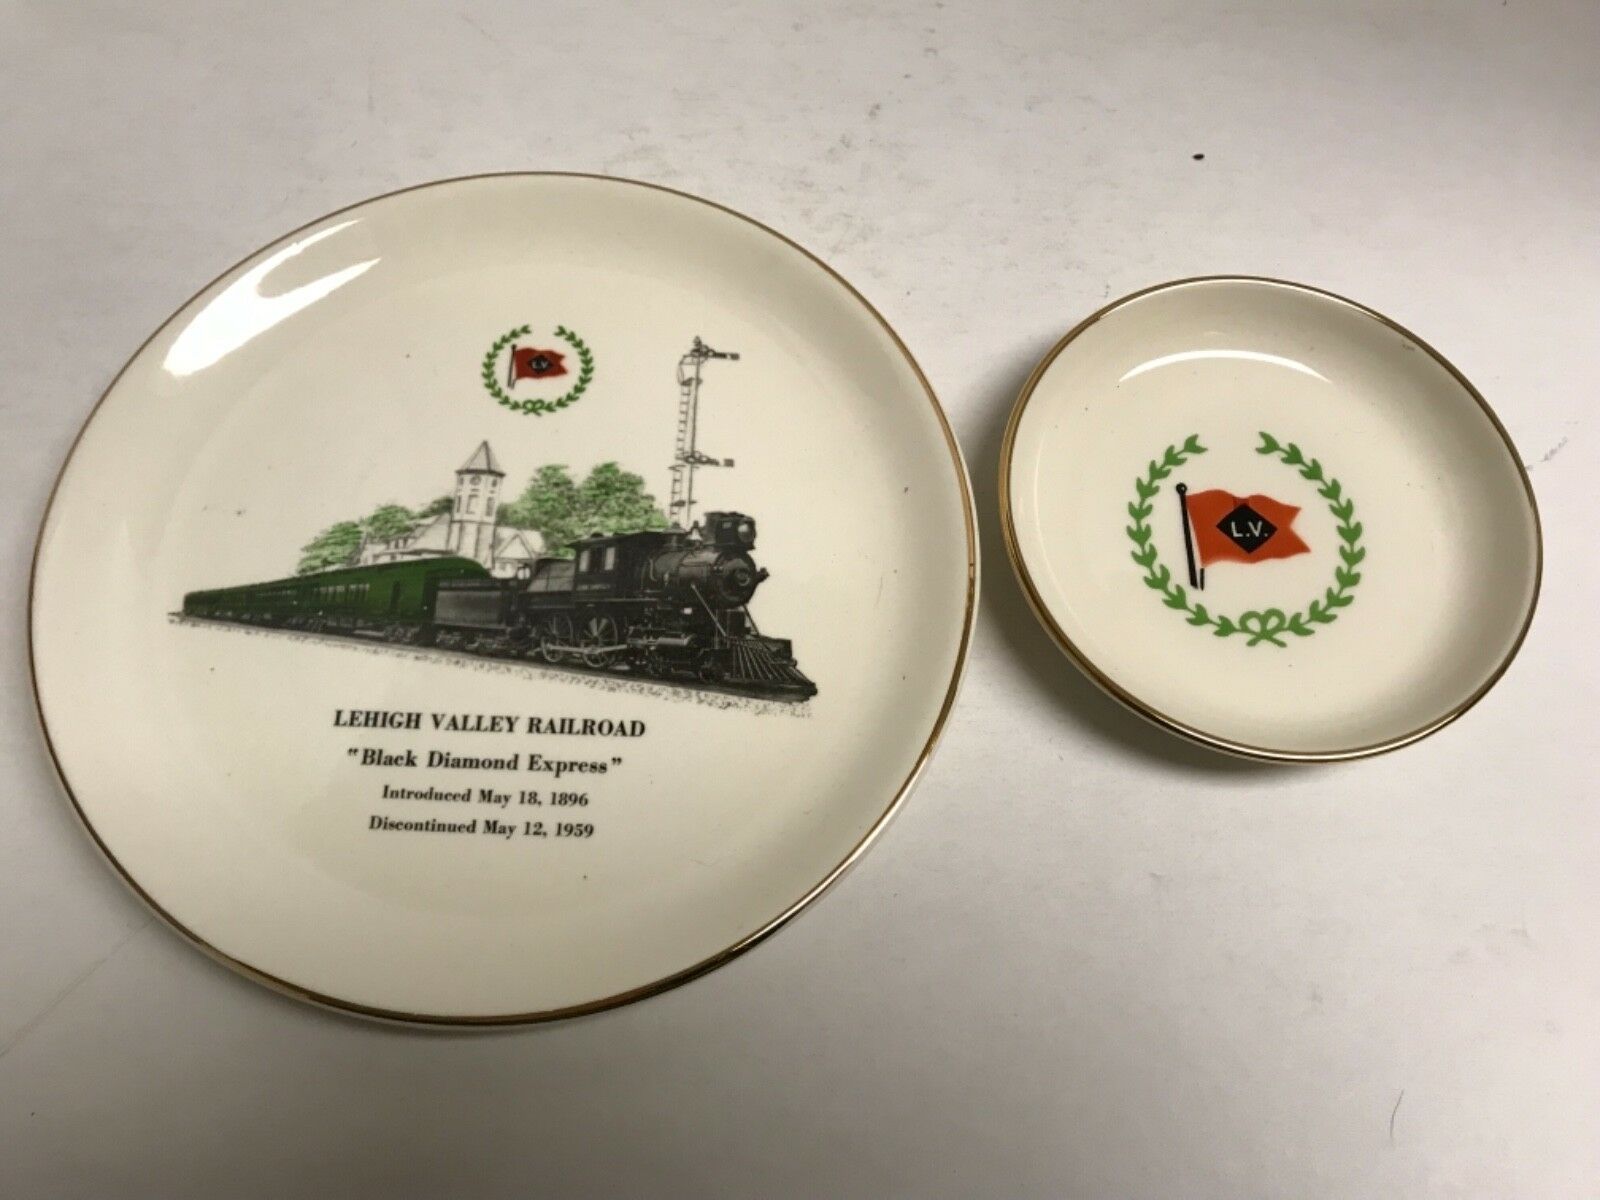 L.V.
LEHIGH VALLEY RAILROAD
"Black Diamond Express"
Introduced May 18, 1896
Discontinued May 12, 1959
L.V.